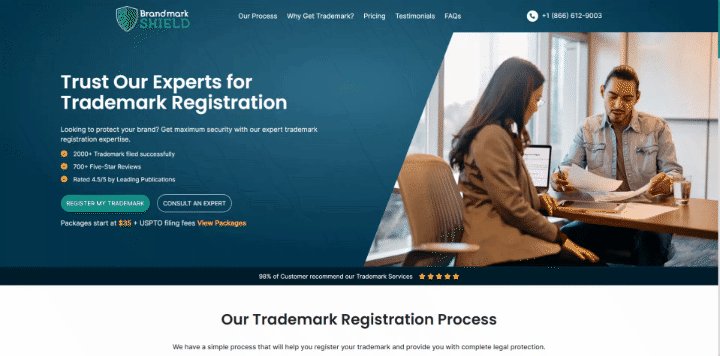 Brandmark
SHIELD
Our Process Why Get Trademark? Pricing Testimonials FAQs
+1 (866) 612-9003
Trust Our Experts for
Trademark Registration
Looking to protect your brand? Get maximum security with our expert trademark
registration expertise.
2000+ Trademark filed successfully
700+ Five-Star Reviews
Rated 4.5/5 by Leading Publications
REGISTER MY TRADEMARK CONSULT AN EXPERT
Packages start at $35 + USPTO filing fees View Packages
98% of Customer recommend our Trademark Services
Our Trademark Registration Process
We have a simple process that will help you register your trademark and provide you with complete legal protection.